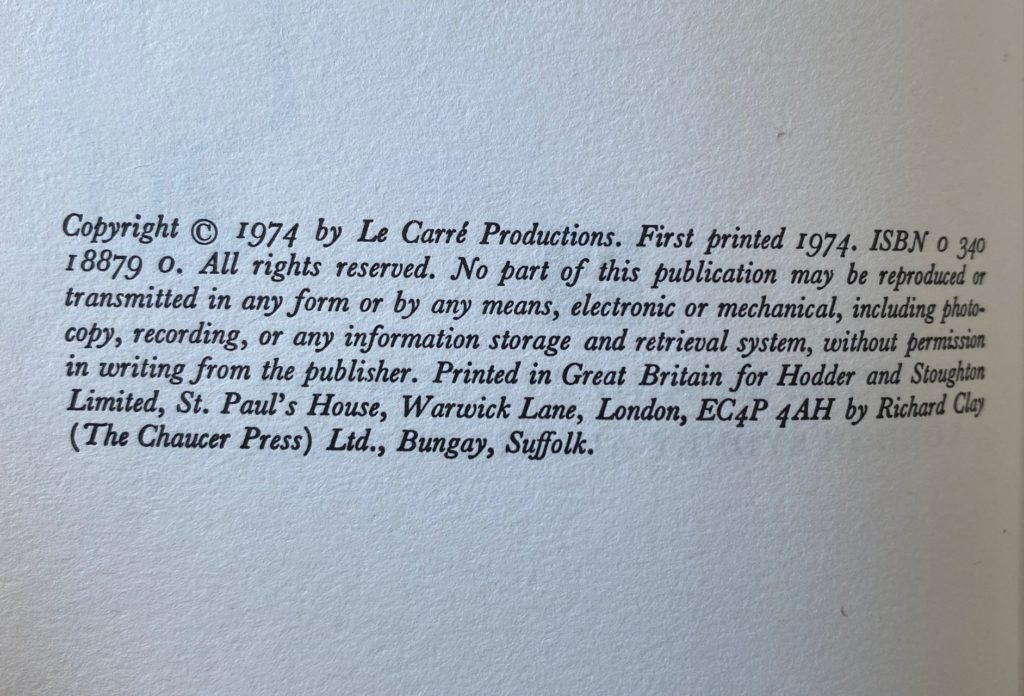 Copyright © 1974 by Le Carré Productions. First printed 1974. ISBN 0 340
18879 0. All rights reserved. No part of this publication may be reproduced or
transmitted in any form or by any means, electronic or mechanical, including photo-
copy, recording, or any information storage and retrieval system, without permission
in writing from the publisher. Printed in Great Britain for Hodder and Stoughton
Limited, St. Paul's House, Warwick Lane, London, EC4P 4AH by Richard Clay
(The Chaucer Press) Ltd., Bungay, Suffolk.